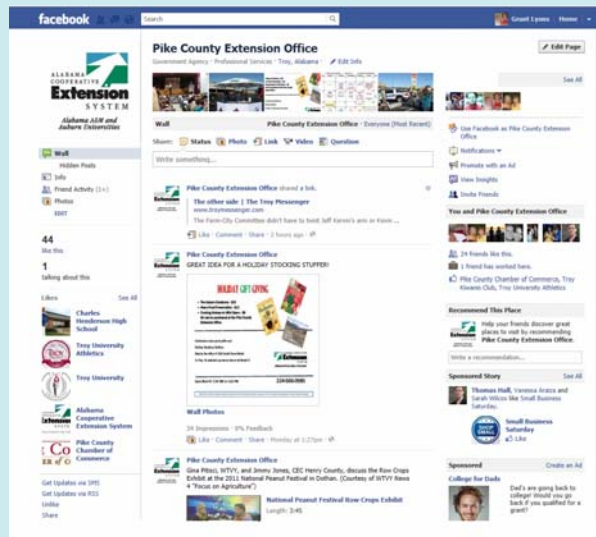 facebook
Search
Grant Lyons Home
ALABAMA
COOPERATIVE
Extension
SYSTEM
Alabama A&M and
Auburn Universities
Wall
Hidden Posts
Info
Friend Activity (1+)
Photos
EDIT
44
like this
1
talking about this
Likes See All
Charles
Henderson High
School
Troy University
Athletics
Troy University
Alabama
Cooperative
Extension System
Pike County
Chamber of
Commerce
Get Updates via SMS
Get Updates via RSS
Unlike
Share
Pike County Extension Office
Government Agency · Professional Services · Troy, Alabama · Edit Info
Wall Pike County Extension Office · Everyone (Most Recent)
Share: Status Photo Link Video Question
Write something...
Pike County Extension Office shared a link.
The other side | The Troy Messenger
www.troymessenger.com
The Farm-City Committee didn't have to twist Jeff
Like · Comment · Share · 2 hours ago
Pike County Extension Office
GREAT IDEA FOR A HOLIDAY STOCKING STUFFER!
HOLIDAY GIFT GIVING
Extension
Wall Photos
Like · Comment · Share · Monday at 1:27pm
Pike County Extension Office
WTVY, and Jimmy Jones, CEC Henry County, discuss the Row Crops
Exhibit at the 2011 National Peanut Festival in Dothan. (Courtesy of WTVY News
4 "Focus on Agriculture")
National Peanut Festival Row Crops Exhibit
Length: 3:45
Edit Page
See All
Use Facebook as Pike County Extension
Office
Notifications
Promote with an Ad
View Insights
Invite Friends
You and Pike County Extension Office
24 friends like this.
1 friend has worked here.
Pike County Chamber of Commerce, Troy
Kiwanis Club, Troy University Athletics
Recommend This Place
Help your friends discover great
places to visit by recommending
Pike County Extension Office.
Write a recommendation...
Sponsored Story See All
Thomas Hall, Vanessa Araiza and
Sarah Wilcox like Small Business
Saturday.
SHOP
SMALL
Small Business
Saturday
Like
Sponsored Create an Ad
College for Dads
Dad's are going back to
college! Would you go
back if you qualified for a
grant?